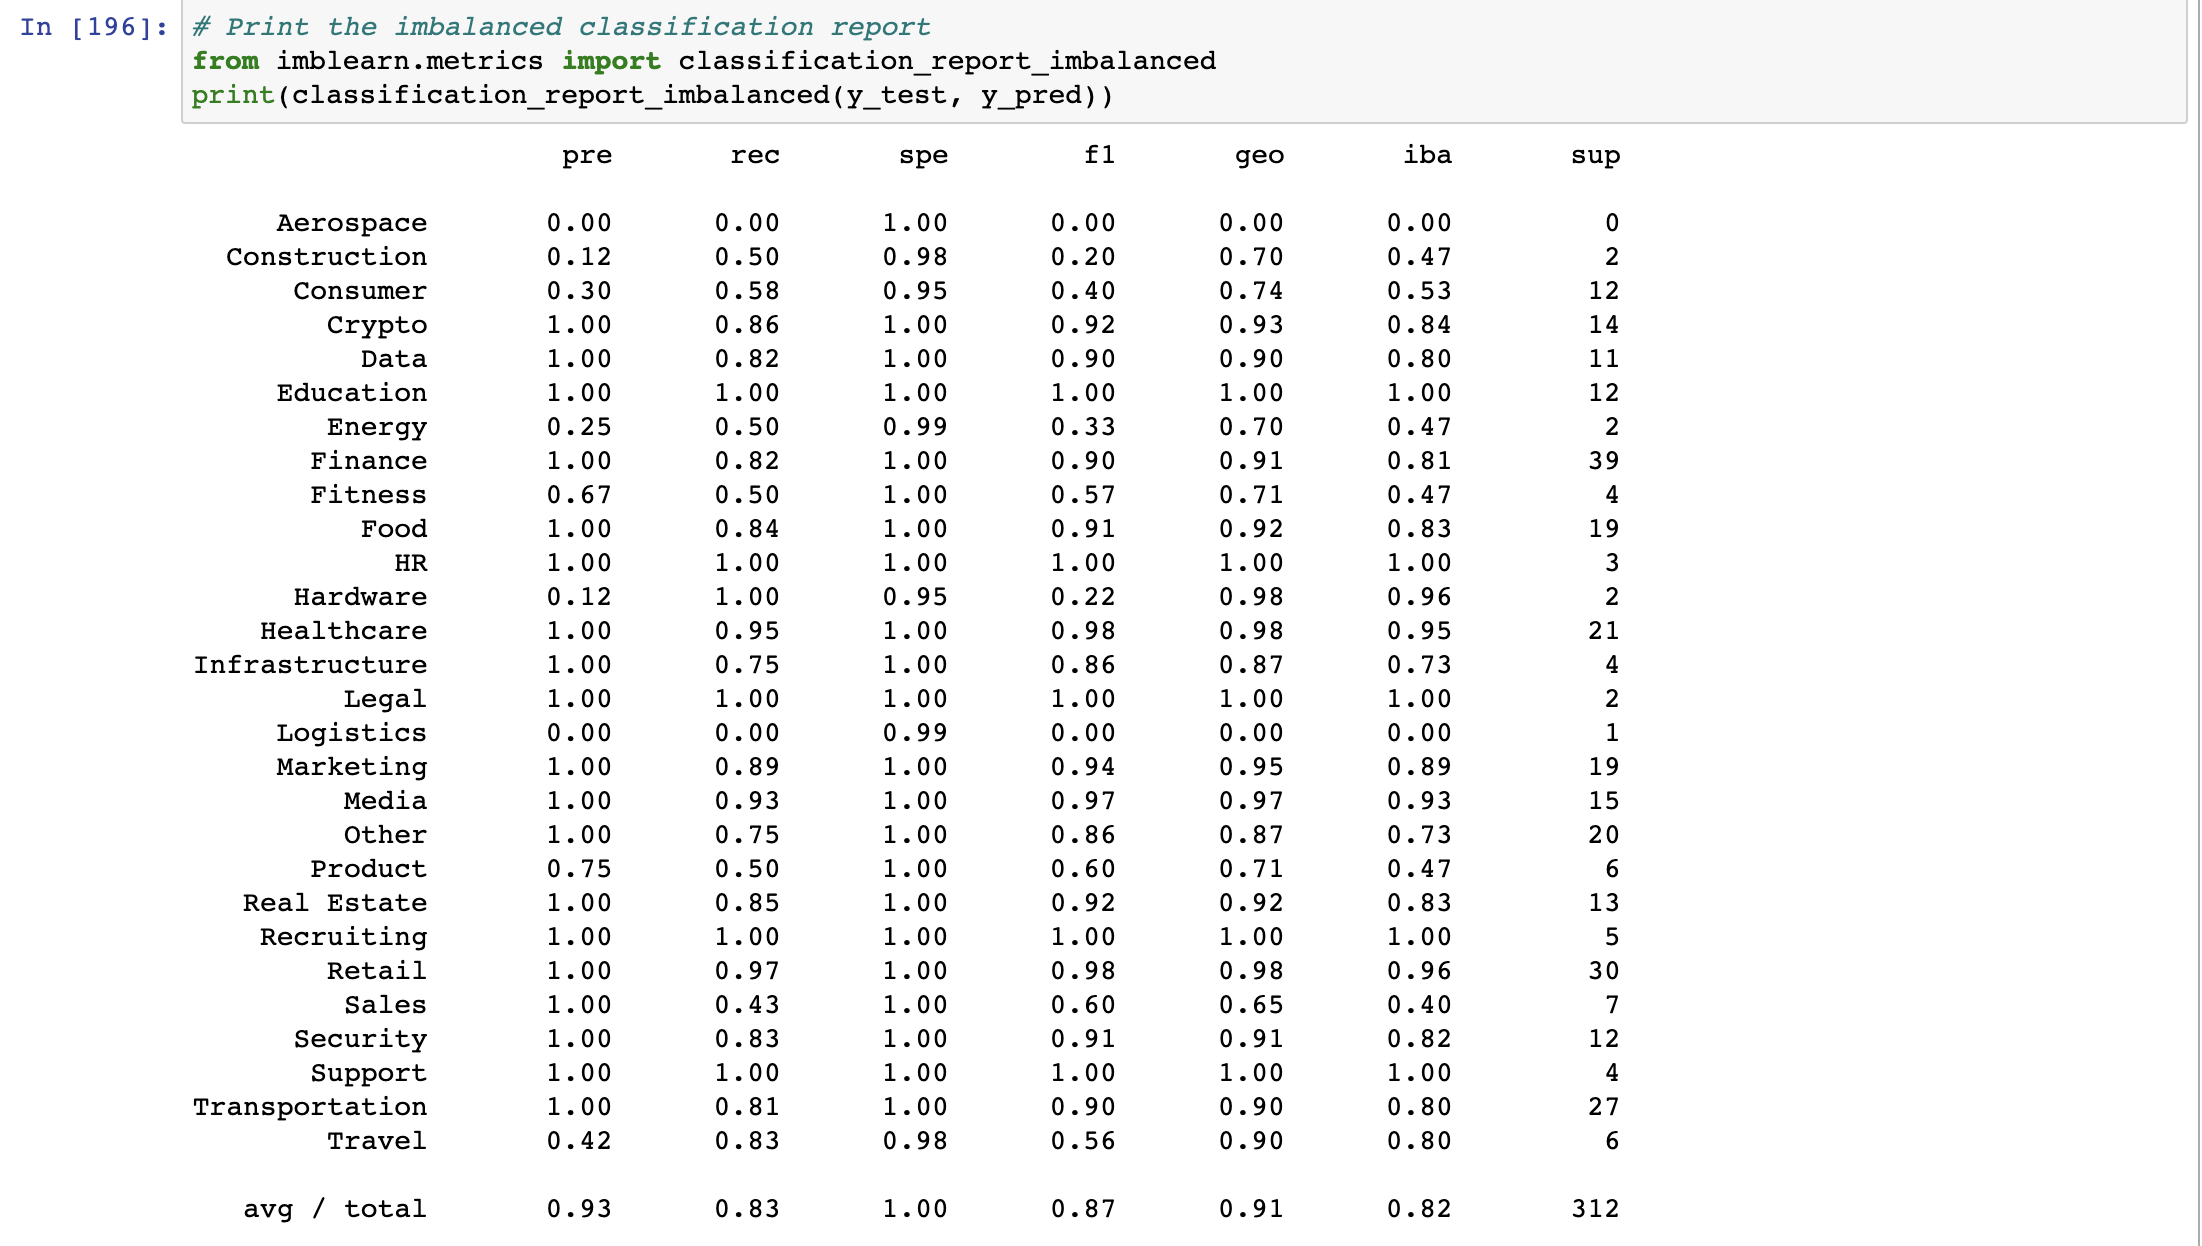 In [196]: # Print the imbalanced classification report
from imblearn.metrics import classification_report_imbalanced
print(classification_report_imbalanced(y_test, y_pred))
pre rec spe f1 geo iba sup
Aerospace 0.00 0.00 1.00 0.00 0.00 0.00 0
Construction 0.12 0.50 0.98 0.20 0.70 0.47 2
Consumer 0.30 0.58 0.95 0.40 0.74 0.53 12
Crypto 1.00 0.86 1.00 0.92 0.93 0.84 14
Data 1.00 0.82 1.00 0.90 0.90 0.80 11
Education 1.00 1.00 1.00 1.00 1.00 1.00 12
Energy 0.25 0.50 0.99 0.33 0.70 0.47 2
Finance 1.00 0.82 1.00 0.90 0.91 0.81 39
Fitness 0.67 0.50 1.00 0.57 0.71 0.47 4
Food 1.00 0.84 1.00 0.91 0.92 0.83 19
HR 1.00 1.00 1.00 1.00 1.00 1.00 3
Hardware 0.12 1.00 0.95 0.22 0.98 0.96 2
Healthcare 1.00 0.95 1.00 0.98 0.98 0.95 21
Infrastructure 1.00 0.75 1.00 0.86 0.87 0.73 4
Legal 1.00 1.00 1.00 1.00 1.00 1.00 2
Logistics 0.00 0.00 0.99 0.00 0.00 0.00 1
Marketing 1.00 0.89 1.00 0.94 0.95 0.89 19
Media 1.00 0.93 1.00 0.97 0.97 0.93 15
Other 1.00 0.75 1.00 0.86 0.87 0.73 20
Product 0.75 0.50 1.00 0.60 0.71 0.47 6
Real Estate 1.00 0.85 1.00 0.92 0.92 0.83 13
Recruiting 1.00 1.00 1.00 1.00 1.00 1.00 5
Retail 1.00 0.97 1.00 0.98 0.98 0.96 30
Sales 1.00 0.43 1.00 0.60 0.65 0.40 7
Security 1.00 0.83 1.00 0.91 0.91 0.82 12
Support 1.00 1.00 1.00 1.00 1.00 1.00 4
Transportation 1.00 0.81 1.00 0.90 0.90 0.80 27
Travel 0.42 0.83 0.98 0.56 0.90 0.80 6
avg / total 0.93 0.83 1.00 0.87 0.91 0.82 312